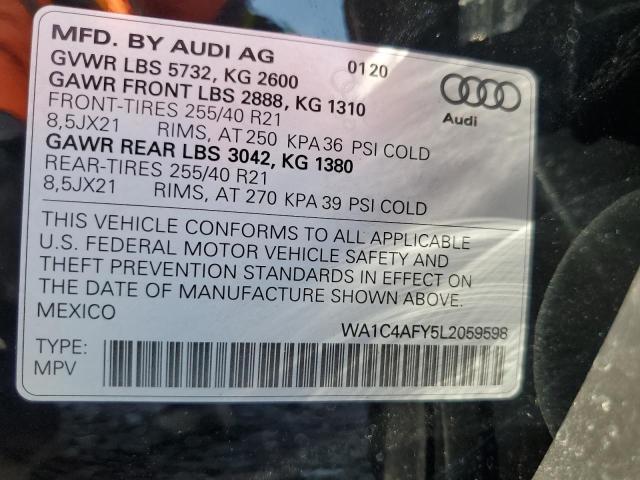 MFD. BY AUDI AG 0120
GVWR LBS 5732, KG 2600
GAWR FRONT LBS 2888, KG 1310
FRONT-TIRES 255/40 R21
8,5JX21 RIMS, AT 250 KPA 36 PSI COLD
GAWR REAR LBS 3042, KG 1380
REAR-TIRES 255/40 R21
8,5JX21 RIMS, AT 270 KPA 39 PSI COLD
Audi
THIS VEHICLE CONFORMS TO ALL APPLICABLE
U.S. FEDERAL MOTOR VEHICLE SAFETY AND
THEFT PREVENTION STANDARDS IN EFFECT ON
THE DATE OF MANUFACTURE SHOWN ABOVE.
MEXICO
WA1C4AFY5L2059598
TYPE:
MPV